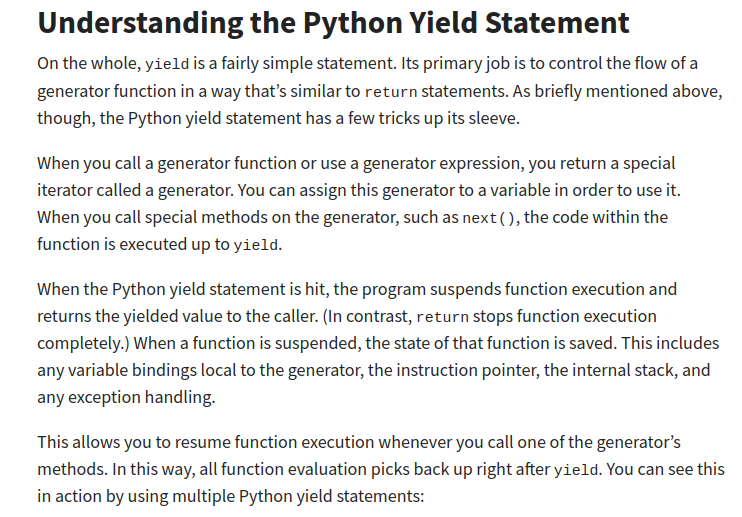 Understanding the Python Yield Statement
On the whole, yield is a fairly simple statement. Its primary job is to control the flow of a
generator function in a way that’s similar to return statements. As briefly mentioned above,
though, the Python yield statement has a few tricks up its sleeve.
When you call a generator function or use a generator expression, you return a special
iterator called a generator. You can assign this generator to a variable in order to use it.
When you call special methods on the generator, such as next(), the code within the
function is executed up to yield.
When the Python yield statement is hit, the program suspends function execution and
returns the yielded value to the caller. (In contrast, return stops function execution
completely.) When a function is suspended, the state of that function is saved. This includes
any variable bindings local to the generator, the instruction pointer, the internal stack, and
any exception handling.
This allows you to resume function execution whenever you call one of the generator’s
methods. In this way, all function evaluation picks back up right after yield. You can see this
in action by using multiple Python yield statements: